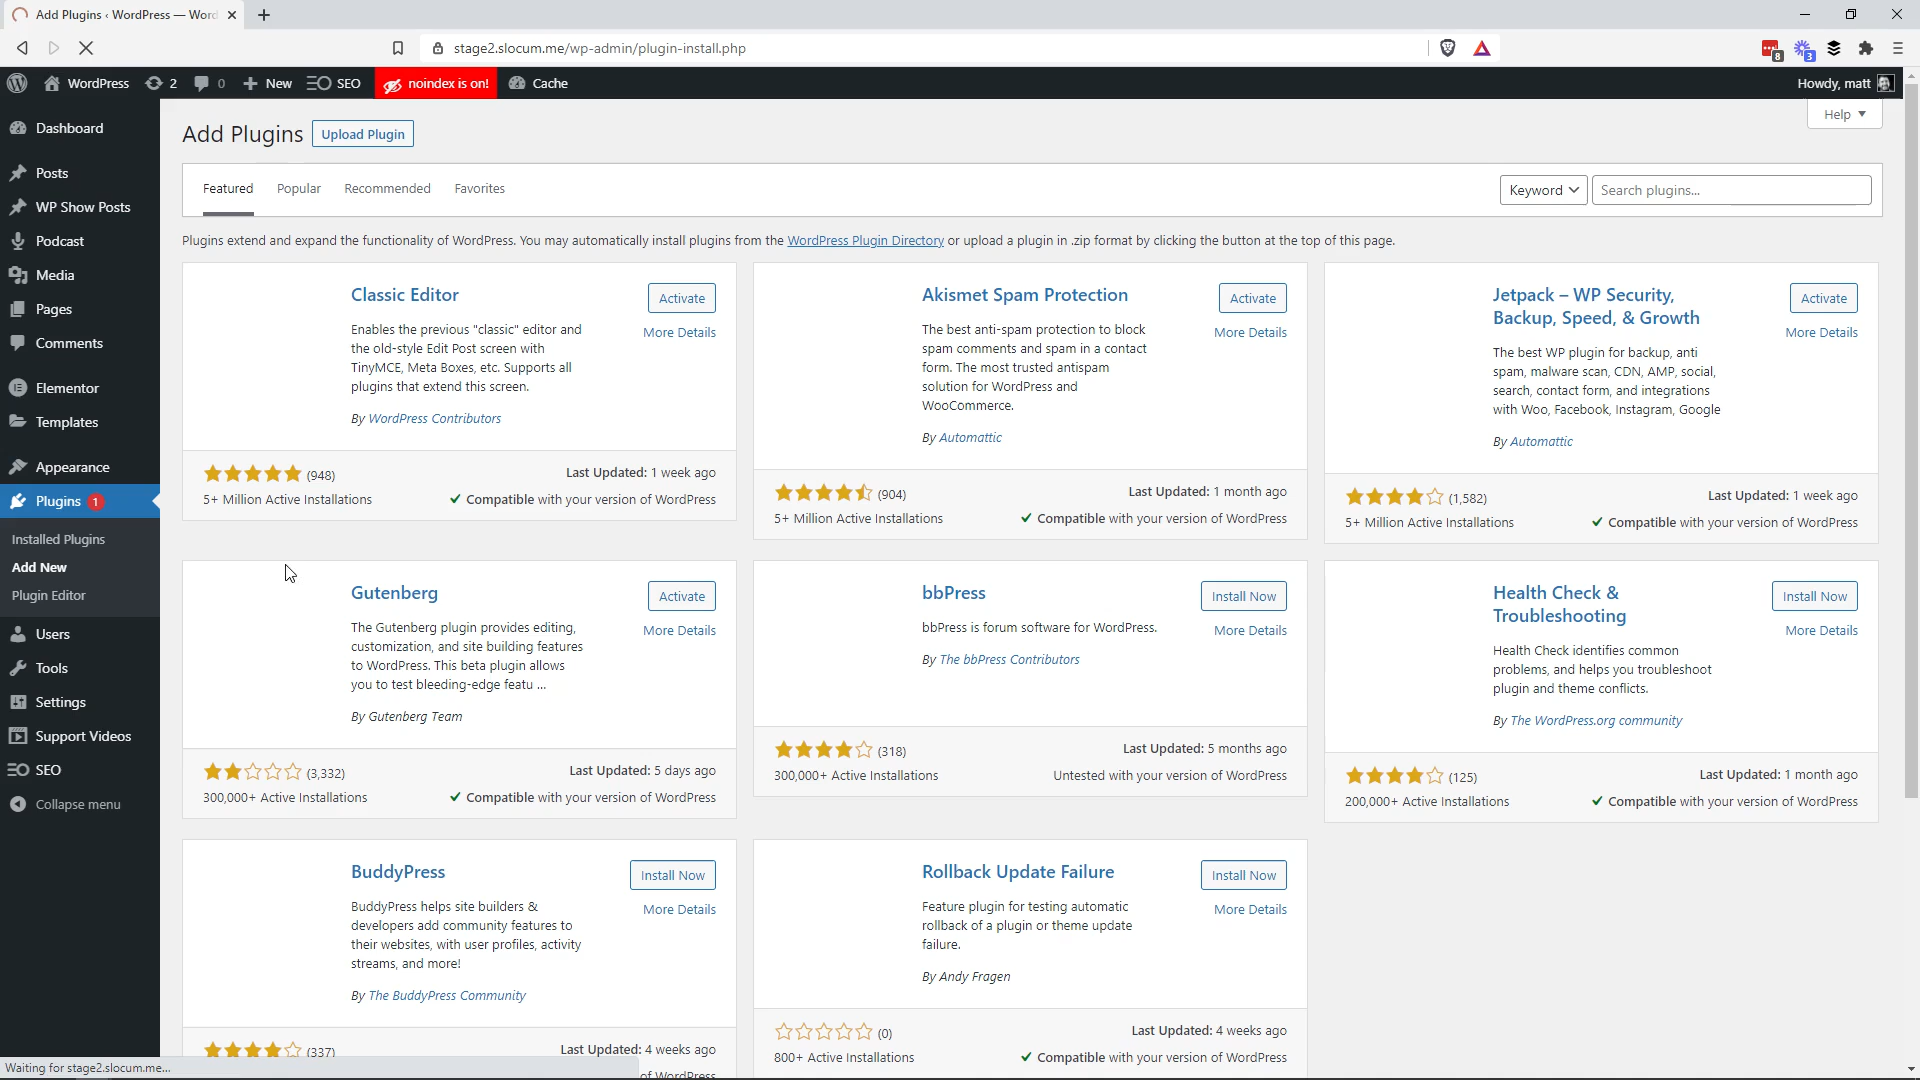 Add Plugins ‹ WordPress — Word
stage2.slocum.me/wp-admin/plugin-install.php
8
3
WordPress
2
0
New
SEO
noindex is on!
Cache
Howdy, matt
Dashboard
Posts
WP Show Posts
Podcast
Media
Pages
Comments
Elementor
Templates
Appearance
Plugins 1
Installed Plugins
Add New
Plugin Editor
Users
Tools
Settings
Support Videos
SEO
Collapse menu
Help
Add Plugins
Upload Plugin
Featured
Popular
Recommended
Favorites
Keyword
Search plugins...
Plugins extend and expand the functionality of WordPress. You may automatically install plugins from the WordPress Plugin Directory or upload a plugin in .zip format by clicking the button at the top of this page.
Classic Editor
Activate
More Details
Enables the previous "classic" editor and
the old-style Edit Post screen with
TinyMCE, Meta Boxes, etc. Supports all
plugins that extend this screen.
By WordPress Contributors
(948)
Last Updated: 1 week ago
5+ Million Active Installations
Compatible with your version of WordPress
Akismet Spam Protection
Activate
More Details
The best anti-spam protection to block
spam comments and spam in a contact
form. The most trusted antispam
solution for WordPress and
WooCommerce.
By Automattic
(904)
Last Updated: 1 month ago
5+ Million Active Installations
Compatible with your version of WordPress
Jetpack – WP Security,
Backup, Speed, & Growth
Activate
More Details
The best WP plugin for backup, anti
spam, malware scan, CDN, AMP, social,
search, contact form, and integrations
with Woo, Facebook, Instagram, Google
By Automattic
(1,582)
Last Updated: 1 week ago
5+ Million Active Installations
Compatible with your version of WordPress
Gutenberg
Activate
More Details
The Gutenberg plugin provides editing,
customization, and site building features
to WordPress. This beta plugin allows
you to test bleeding-edge featu ...
By Gutenberg Team
(3,332)
Last Updated: 5 days ago
300,000+ Active Installations
Compatible with your version of WordPress
bbPress
Install Now
More Details
bbPress is forum software for WordPress.
By The bbPress Contributors
(318)
Last Updated: 5 months ago
300,000+ Active Installations
Untested with your version of WordPress
Health Check &
Troubleshooting
Install Now
More Details
Health Check identifies common
problems, and helps you troubleshoot
plugin and theme conflicts.
By The WordPress.org community
(125)
Last Updated: 1 month ago
200,000+ Active Installations
Compatible with your version of WordPress
BuddyPress
Install Now
More Details
BuddyPress helps site builders &
developers add community features to
their websites, with user profiles, activity
streams, and more!
By The BuddyPress Community
(337)
Last Updated: 4 weeks ago
of WordPress
Rollback Update Failure
Install Now
More Details
Feature plugin for testing automatic
rollback of a plugin or theme update
failure.
By Andy Fragen
(0)
Last Updated: 4 weeks ago
800+ Active Installations
Compatible with your version of WordPress
Waiting for stage2.slocum.me...